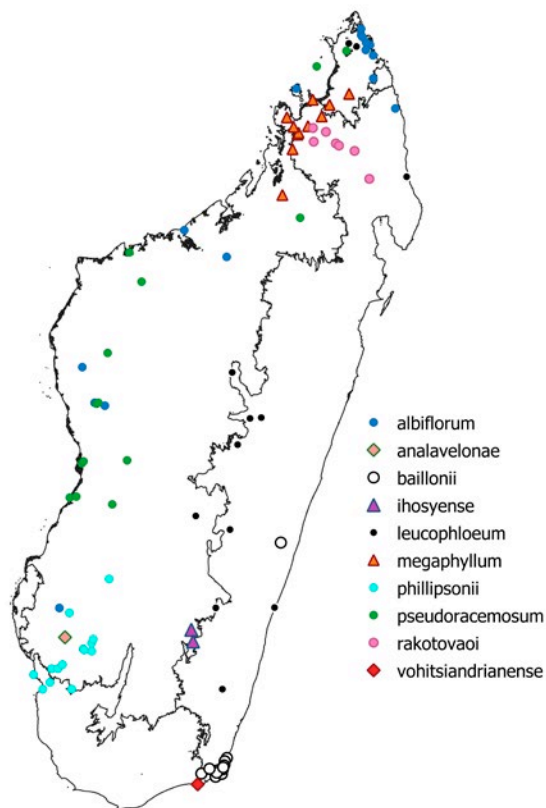 albiflorum
analavelonae
baillonii
ihosyense
leucophloeum
megaphyllum
phillipsonii
pseudoracemosum
rakotovaoi
vohitsiandrianense